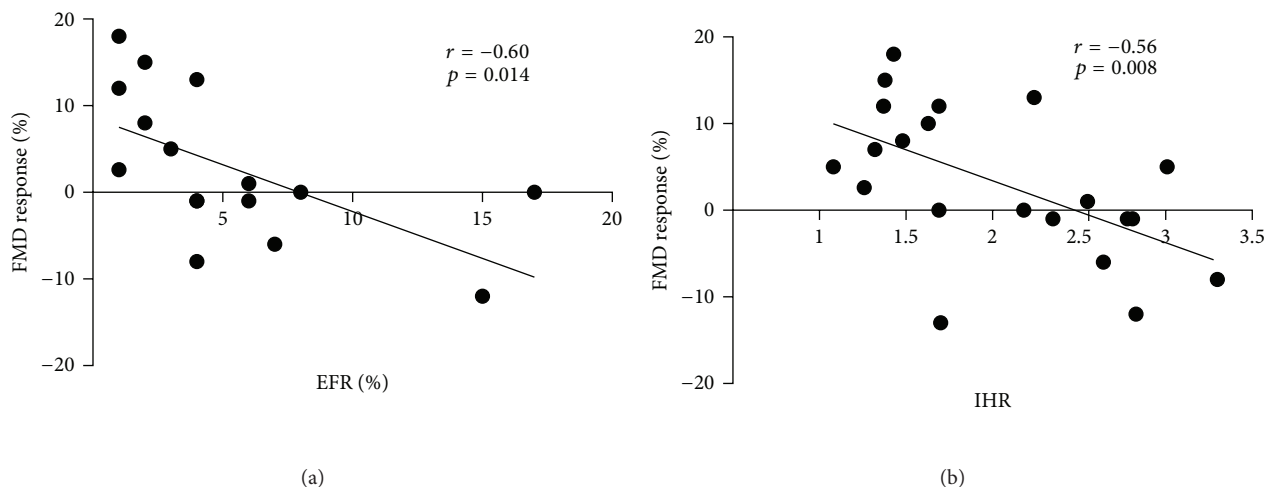 20
10
0
−10
−20
5
10
15
20
FMD response (%)
EFR (%)
r = −0.60
p = 0.014
(a)
20
10
0
−10
−20
1
1.5
2
2.5
3
3.5
FMD response (%)
IHR
r = −0.56
p = 0.008
(b)